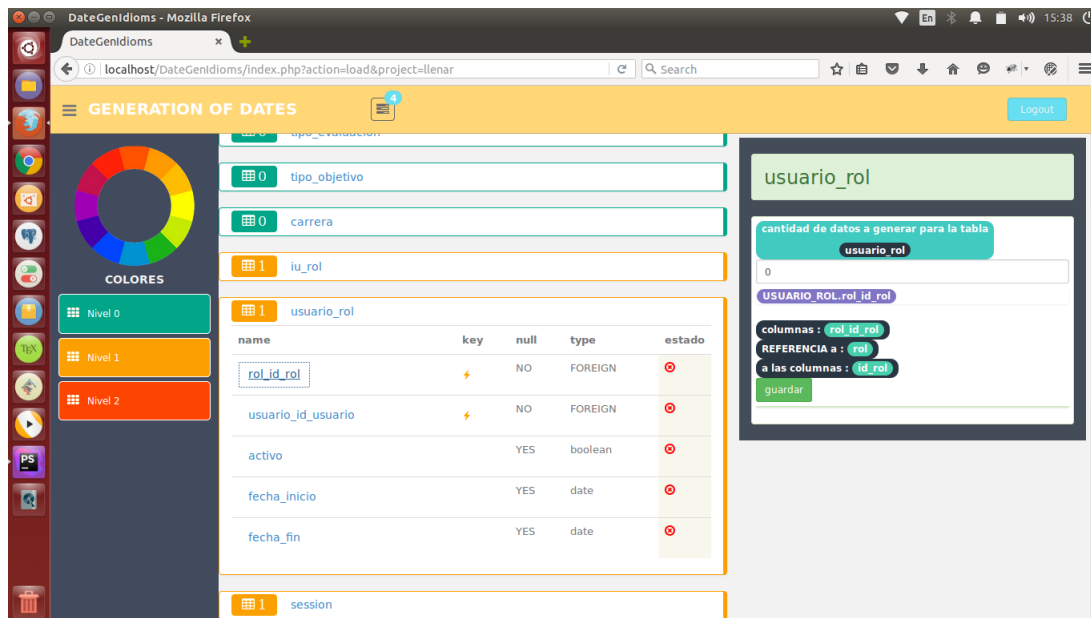 DateGenIdioms - Mozilla Firefox
En
15:38
DateGenIdioms
localhost/DateGenIdioms/index.php?action=load&project=llenar
Search
GENERATION OF DATES
4
Logout
COLORES
Nivel 0
Nivel 1
Nivel 2
0 tipo_evaluacion
0 tipo_objetivo
0 carrera
1 iu_rol
1 usuario_rol
name key null type estado
rol_id_rol NO FOREIGN
usuario_id_usuario NO FOREIGN
activo YES boolean
fecha_inicio YES date
fecha_fin YES date
1 session
usuario_rol
cantidad de datos a generar para la tabla
usuario_rol
0
USUARIO_ROL.rol_id_rol
columnas : rol_id_rol
REFERENCIA a : rol
a las columnas : id_rol
guardar
TEX
PS